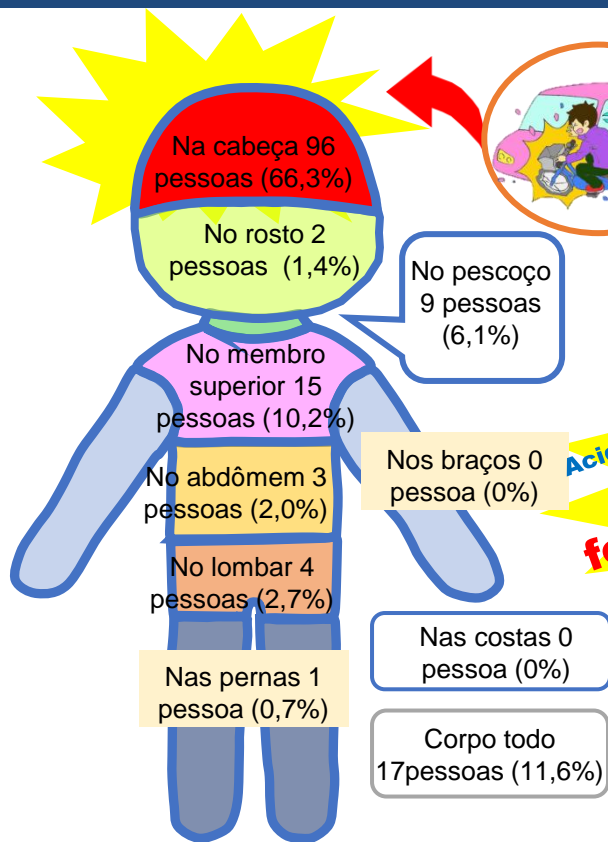 Na cabeça 96
pessoas (66,3%)
No rosto 2
pessoas (1,4%)
No pescoço
9 pessoas
(6,1%)
No membro
superior 15
pessoas (10,2%)
Nos braços 0
pessoa (0%)
No abdômem 3
pessoas (2,0%)
No lombar 4
pessoas (2,7%)
Nas costas 0
pessoa (0%)
Nas pernas 1
pessoa (0,7%)
Corpo todo
17pessoas (11,6%)